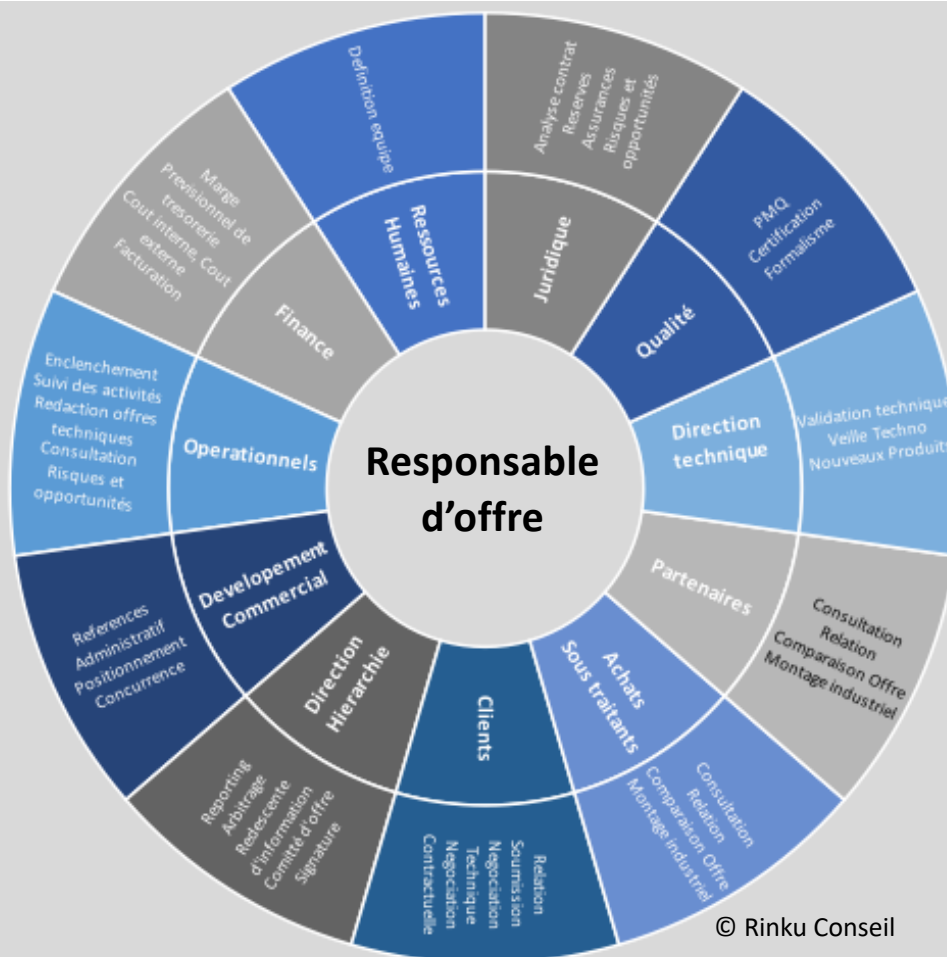 Responsable
d'offre
Juridique
Analyse contrat
Reserves
Assurances
Risques et
opportunités
Qualité
PMQ
Certification
Formalisme
Direction
technique
Validation technique
Veille Techno
Nouveaux Produits
Partenaires
Consultation
Relation
Comparaison Offre
Montage industriel
Achats
Sous traitants
Consultation
Relation
Comparaison Offre
Montage industriel
Clients
Relation
Soumission
Negociation
Technique
Negociation
Contractuelle
Direction
Hierarchie
Reporting
Arbitrage
Redescente
d'information
Comitté d'offre
Signature
Developement
Commercial
References
Administratif
Positionnement
Concurrence
Operationnels
Enclenchement
Suivi des activités
Redaction offres
techniques
Consultation
Risques et
opportunités
Finance
Marge
Previsionnel de
tresorerie
Cout interne, Cout
externe
Facturation
Ressources
Humaines
Definition equipe
© Rinku Conseil